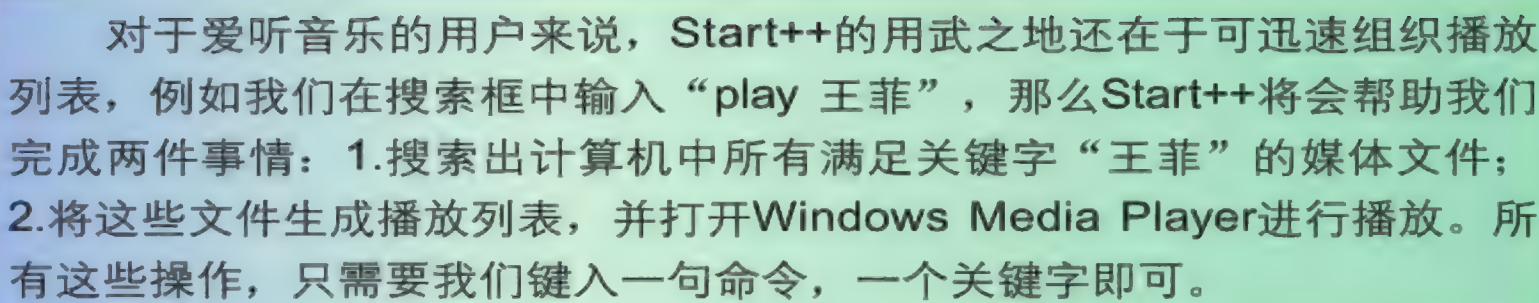 对于爱听音乐的用户来说，Start++的用武之地还在于可迅速组织播放
列表，例如我们在搜索框中输入“play 王菲”，那么Start++将会帮助我们
完成两件事情：1.搜索出计算机中所有满足关键字“王菲”的媒体文件；
2.将这些文件生成播放列表，并打开Windows Media Player进行播放。所
有这些操作，只需要我们键入一句命令，一个关键字即可。